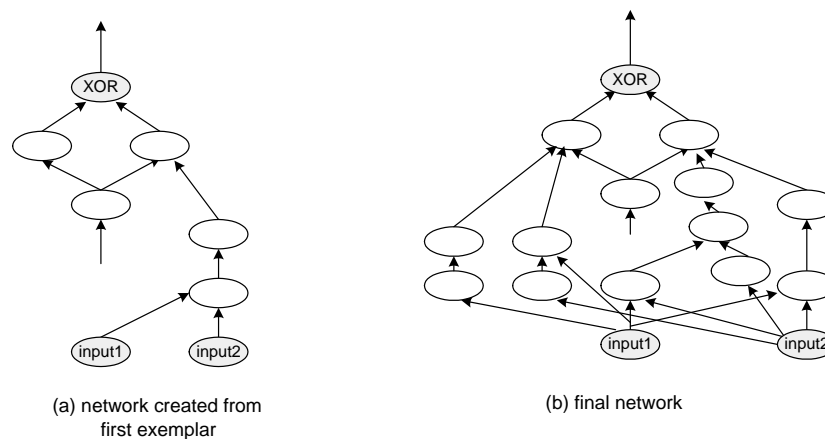 XOR
input1
input2
(a) network created from
first exemplar
XOR
input1
input2
(b) final network